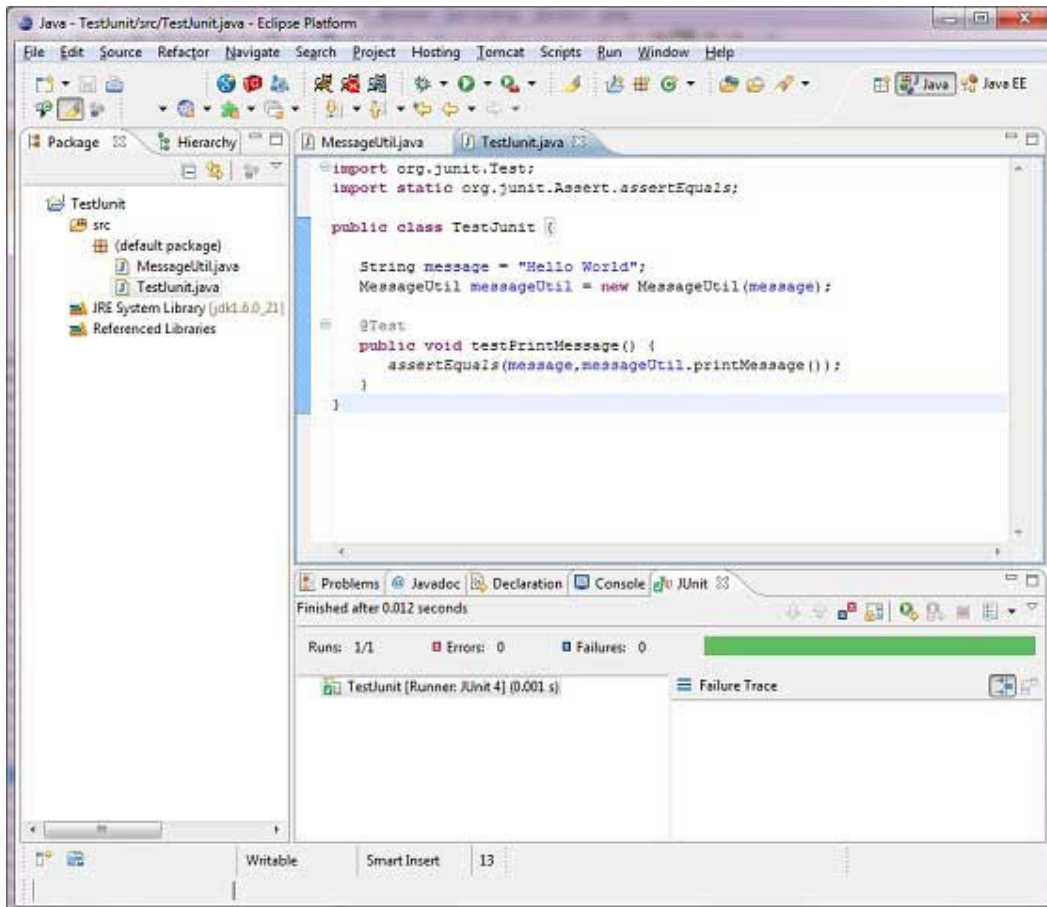 Java - TestJunit/src/TestJunit.java - Eclipse Platform
File Edit Source Refactor Navigate Search Project Hosting Tomcat Scripts Run Window Help
Java Java EE
Package Hierarchy
MessageUtil.java TestJunit.java
TestJunit
src
(default package)
MessageUtil.java
TestJunit.java
JRE System Library [jdk1.6.0_21]
Referenced Libraries
import org.junit.Test;
import static org.junit.Assert.assertEquals;
public class TestJunit {
String message = "Hello World";
MessageUtil messageUtil = new MessageUtil(message);
@Test
public void testPrintMessage() {
assertEquals(message,messageUtil.printMessage());
}
}
Problems @ Javadoc Declaration Console JUnit
Finished after 0.012 seconds
Runs: 1/1 Errors: 0 Failures: 0
TestJunit [Runner: JUnit 4] (0.001 s)
Failure Trace
Writable Smart Insert 13